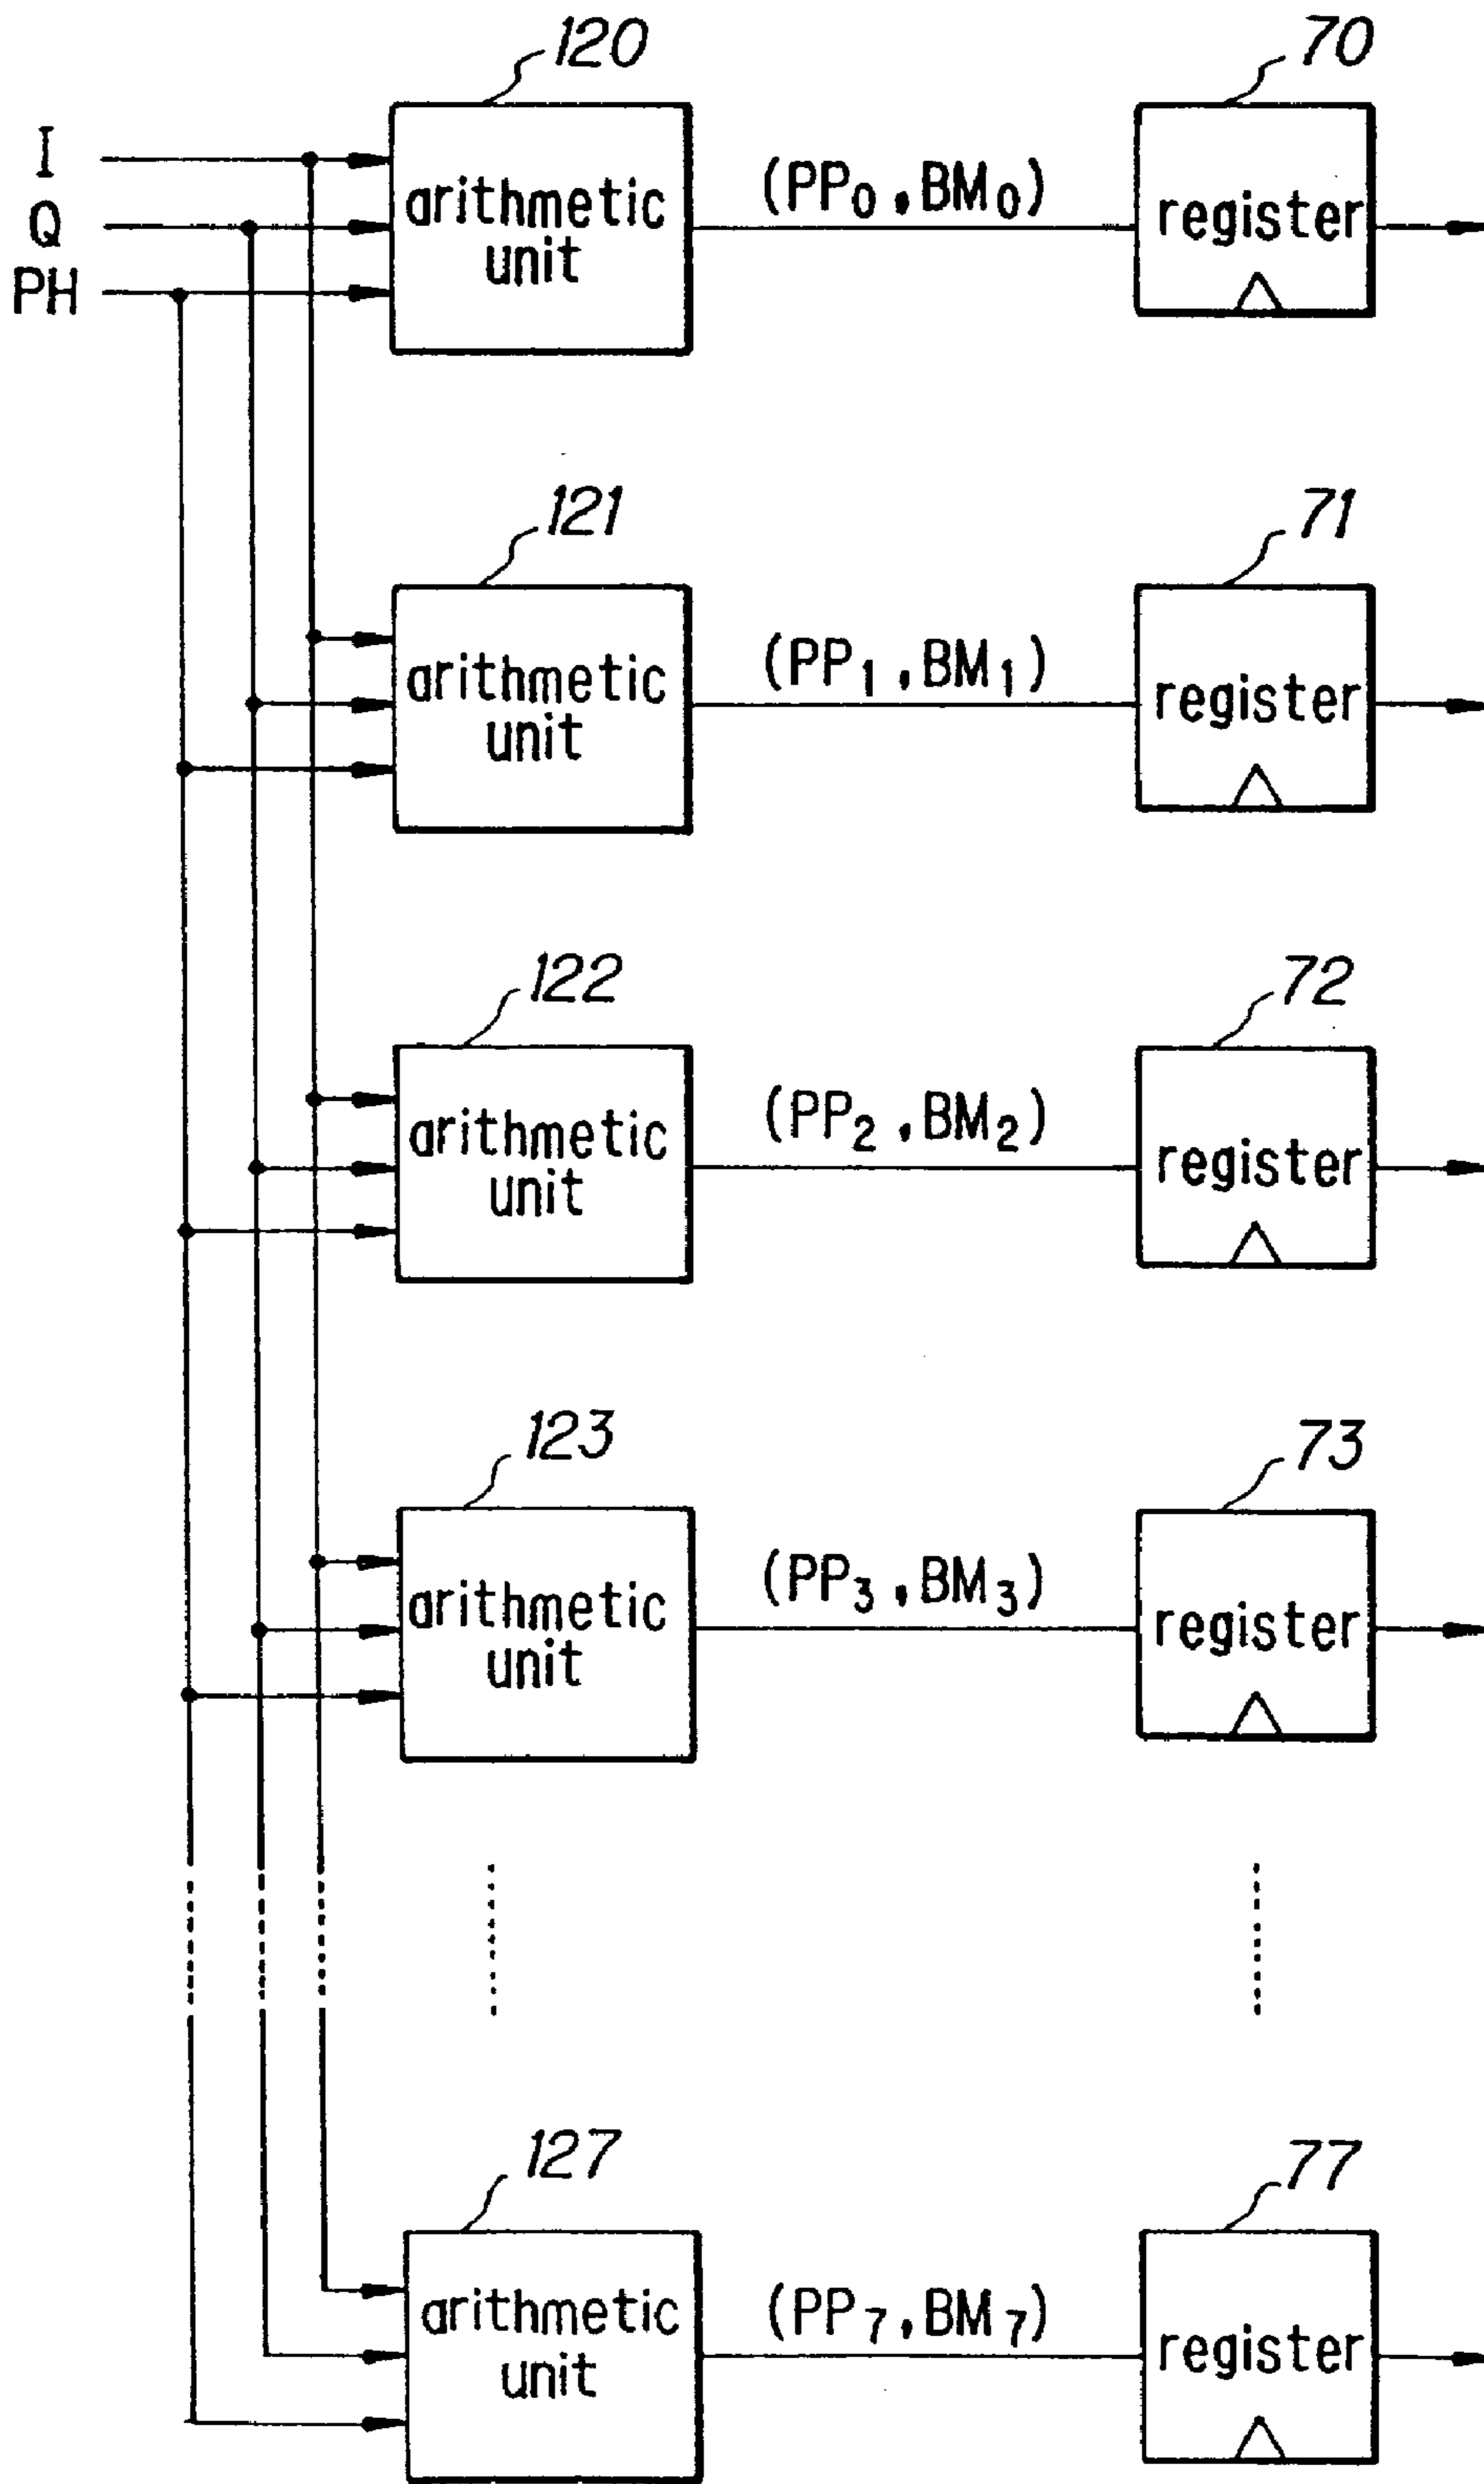 120
70
I
Q
PH
arithmetic
unit
(PP₀, BM₀)
register
121
71
arithmetic
unit
(PP₁, BM₁)
register
122
72
arithmetic
unit
(PP₂, BM₂)
register
123
73
arithmetic
unit
(PP₃, BM₃)
register
127
77
arithmetic
unit
(PP₇, BM₇)
register